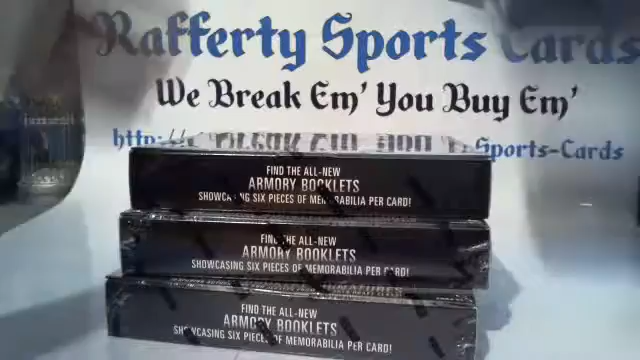 Rafferty Sports Cards
We Break Em' You Buy Em'
http:// Sports-Cards
FIND THE ALL-NEW
ARMORY BOOKLETS
SHOWCASING SIX PIECES OF MEMORABILIA PER CARD!
FIND THE ALL-NEW
ARMORY BOOKLETS
SHOWCASING SIX PIECES OF MEMORABILIA PER CARD!
FIND THE ALL-NEW
ARMORY BOOKLETS
SHOWCASING SIX PIECES OF MEMORABILIA PER CARD!